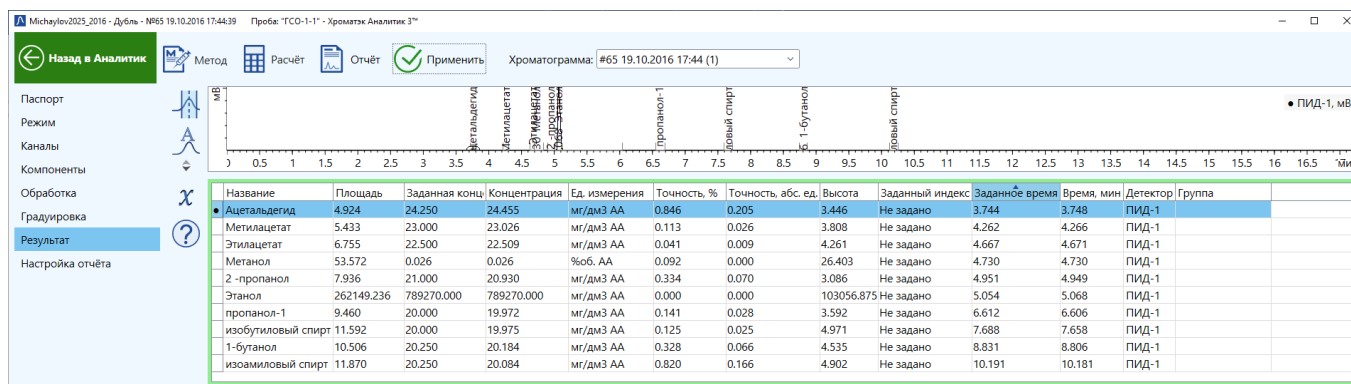 Michaylov2025_2016 - Дубль - №65 19.10.2016 17:44:39 Проба: "ГСО-1-1" - Хроматэк Аналитик 3™
Назад в Аналитик Метод Расчёт Отчёт Применить Хроматограмма: #65 19.10.2016 17:44 (1)
Паспорт
Режим
Каналы
Компоненты
Обработка
Градуировка
Результат
Настройка отчёта
мВ
Метилацетат
Этилацетат
Метанол
2 -пропанол
Этанол
пропанол-1
1-бутанол
ловый спирт
ловый спирт
● ПИД-1, мВ
0.5 1 1.5 2 2.5 3 3.5 4 4.5 5 5.5 6 6.5 7 7.5 8 8.5 9 9.5 10 10.5 11 11.5 12 12.5 13 13.5 14 14.5 15 15.5 16 16.5
Название Площадь Заданная конц Концентрация Ед. измерения Точность, % Точность, абс. ед. Высота Заданный индекс Заданное время Время, мин Детектор Группа
● Ацетальдегид 4.924 24.250 24.455 мг/дм3 АА 0.846 0.205 3.446 Не задано 3.744 3.748 ПИД-1
Метилацетат 5.433 23.000 23.026 мг/дм3 АА 0.113 0.026 3.808 Не задано 4.262 4.266 ПИД-1
Этилацетат 6.755 22.500 22.509 мг/дм3 АА 0.041 0.009 4.261 Не задано 4.667 4.671 ПИД-1
Метанол 53.572 0.026 0.026 %об. АА 0.092 0.000 26.403 Не задано 4.730 4.730 ПИД-1
2 -пропанол 7.936 21.000 20.930 мг/дм3 АА 0.334 0.070 3.086 Не задано 4.951 4.949 ПИД-1
Этанол 262149.236 789270.000 789270.000 мг/дм3 АА 0.000 0.000 103056.875 Не задано 5.054 5.068 ПИД-1
пропанол-1 9.460 20.000 19.972 мг/дм3 АА 0.141 0.028 3.592 Не задано 6.612 6.606 ПИД-1
изобутиловый спирт 11.592 20.000 19.975 мг/дм3 АА 0.125 0.025 4.971 Не задано 7.688 7.658 ПИД-1
1-бутанол 10.506 20.250 20.184 мг/дм3 АА 0.328 0.066 4.535 Не задано 8.831 8.806 ПИД-1
изоамиловый спирт 11.870 20.250 20.084 мг/дм3 АА 0.820 0.166 4.902 Не задано 10.191 10.181 ПИД-1